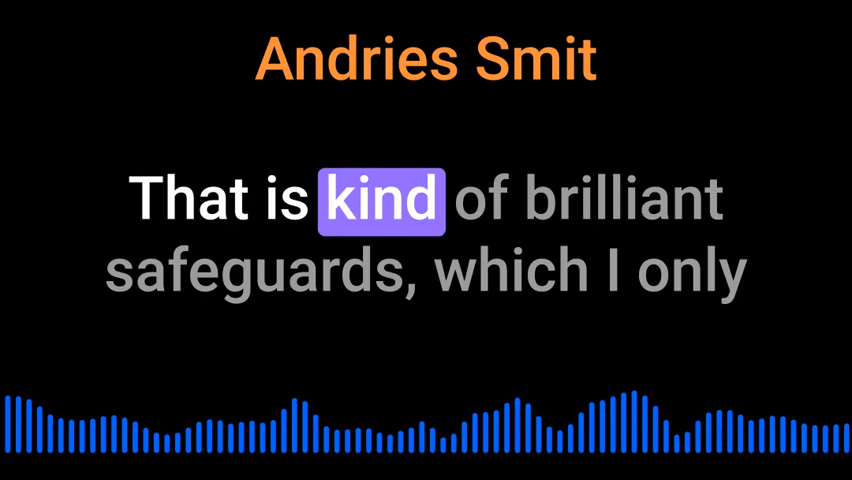 Andries Smit
That is kind of brilliant
safeguards, which I only